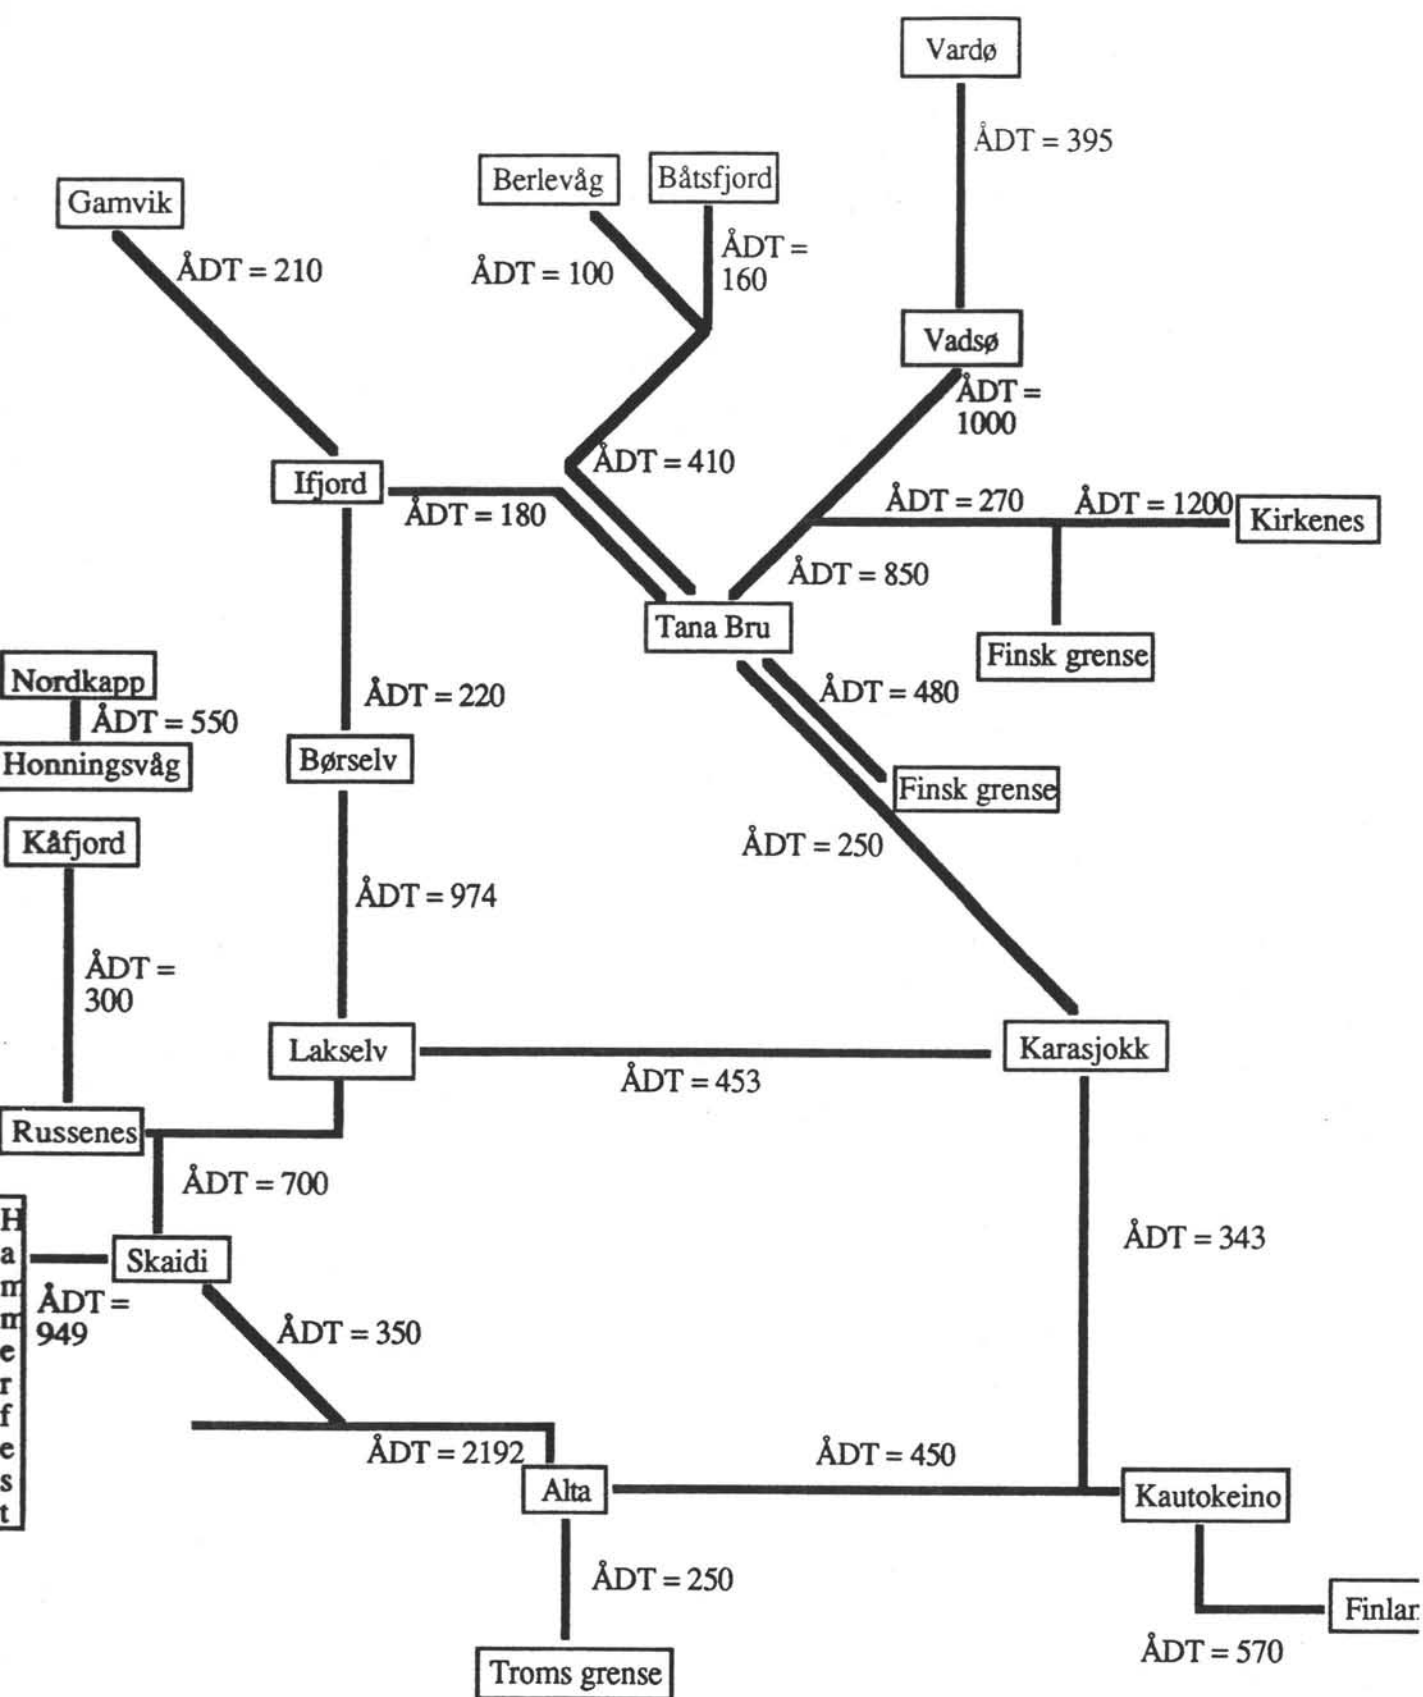 Vardø
ÅDT = 395
Berlevåg
Båtsfjord
Gamvik
ÅDT = 210
ÅDT = 100
ÅDT =
160
Vadsø
ÅDT =
1000
ÅDT = 410
Ifjord
ÅDT = 180
ÅDT = 270
ÅDT = 1200
Kirkenes
ÅDT = 850
Tana Bru
Finsk grense
Nordkapp
ÅDT = 550
Honningsvåg
ÅDT = 220
ÅDT = 480
Børselv
Finsk grense
Kåfjord
ÅDT = 250
ÅDT = 974
ÅDT =
300
Lakselv
Karasjokk
ÅDT = 453
Russenes
ÅDT = 700
Hammerfest
Skaidi
ÅDT =
949
ÅDT = 343
ÅDT = 350
ÅDT = 2192
ÅDT = 450
Alta
Kautokeino
ÅDT = 250
Finlan
ÅDT = 570
Troms grense